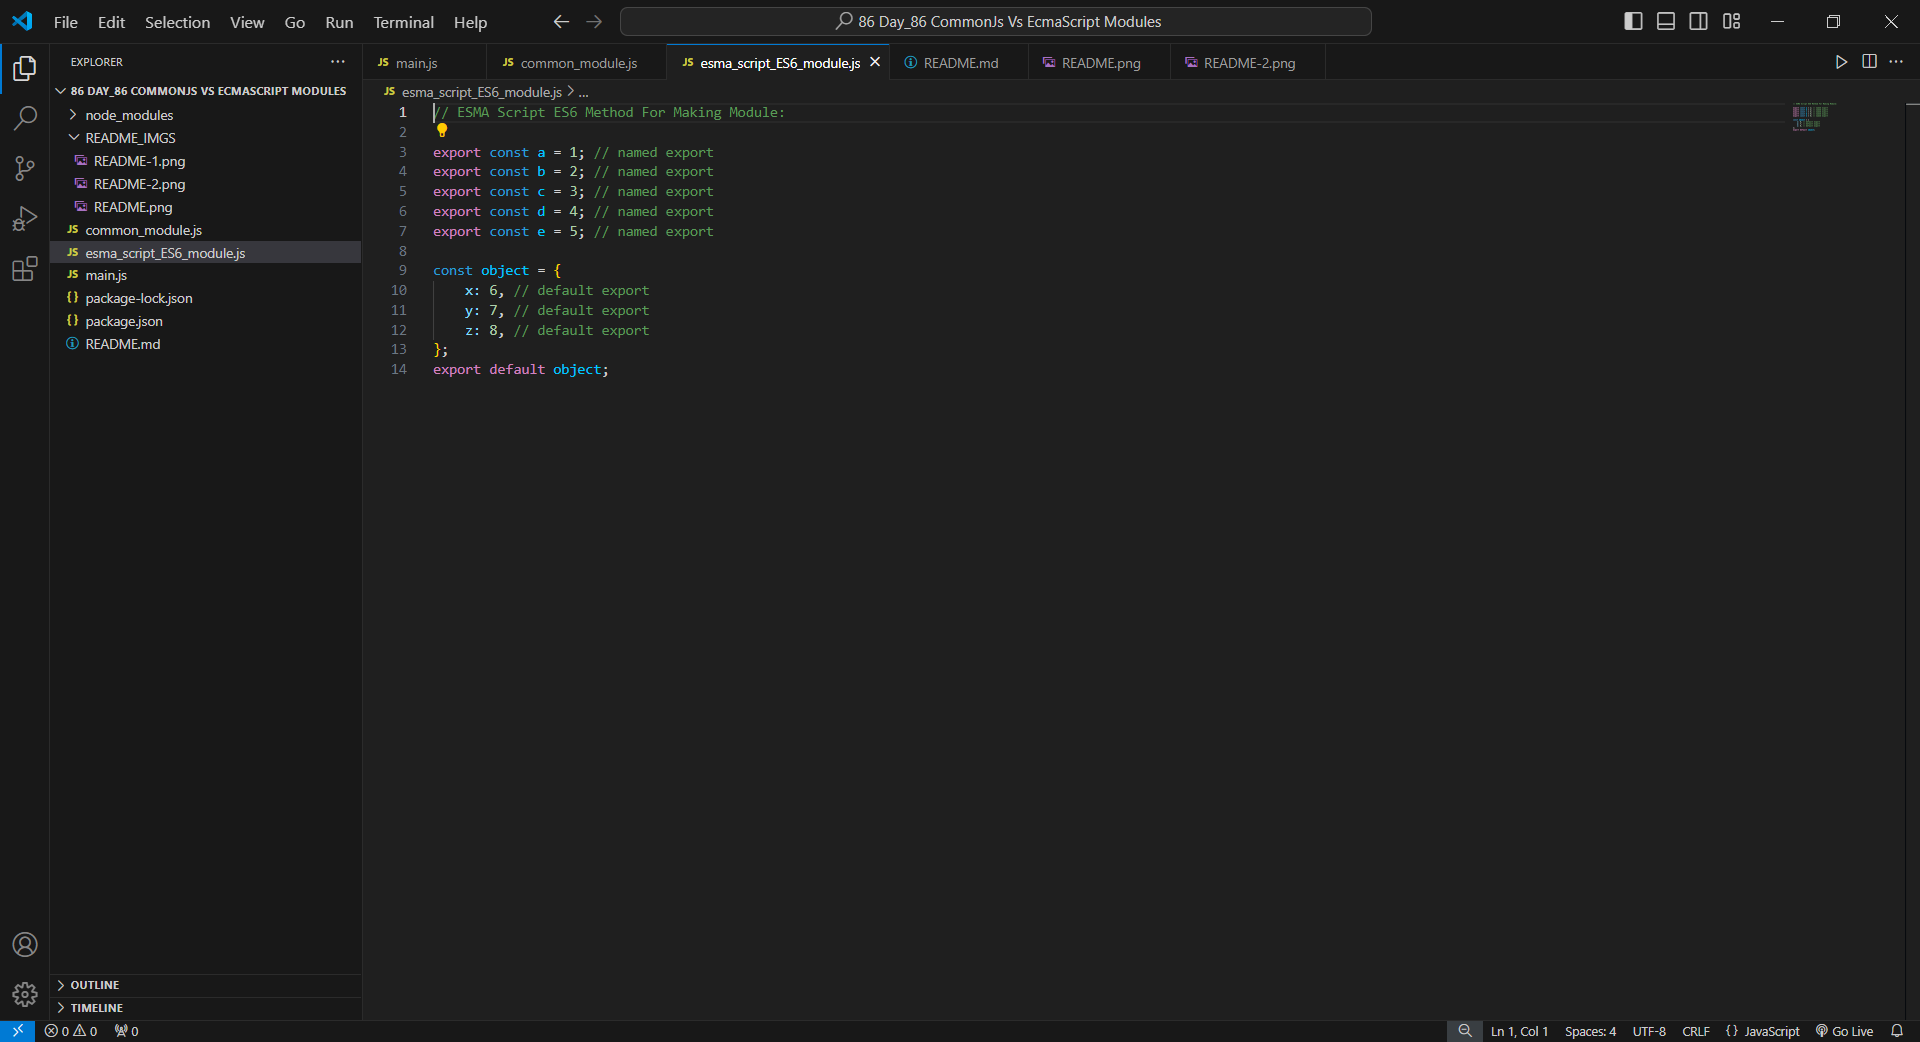 File Edit Selection View Go Run Terminal Help 86 Day_86 CommonJs Vs EcmaScript Modules
EXPLORER
86 DAY_86 COMMONJS VS ECMASCRIPT MODULES
node_modules
README_IMGS
README-1.png
README-2.png
README.png
JS common_module.js
JS esma_script_ES6_module.js
JS main.js
{} package-lock.json
{} package.json
README.md
OUTLINE
TIMELINE
JS main.js JS common_module.js JS esma_script_ES6_module.js README.md README.png README-2.png
JS esma_script_ES6_module.js > ...
1 // ESMA Script ES6 Method For Making Module:
2
3 export const a = 1; // named export
4 export const b = 2; // named export
5 export const c = 3; // named export
6 export const d = 4; // named export
7 export const e = 5; // named export
8
9 const object = {
10 x: 6, // default export
11 y: 7, // default export
12 z: 8, // default export
13 };
14 export default object;
0 0 0 Ln 1, Col 1 Spaces: 4 UTF-8 CRLF {} JavaScript Go Live